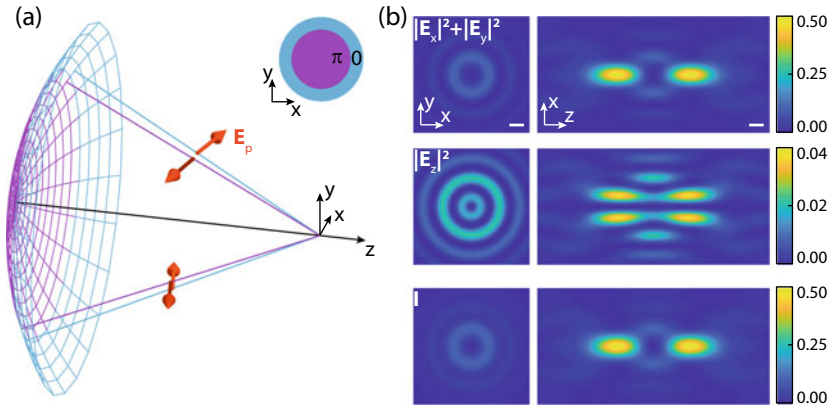 (a)
π 0
y
x
E_p
y
x
z
(b)
|E_x|²+|E_y|²
y
x
x
z
0.50
0.25
0.00
|E_z|²
0.04
0.02
0.00
I
0.50
0.25
0.00